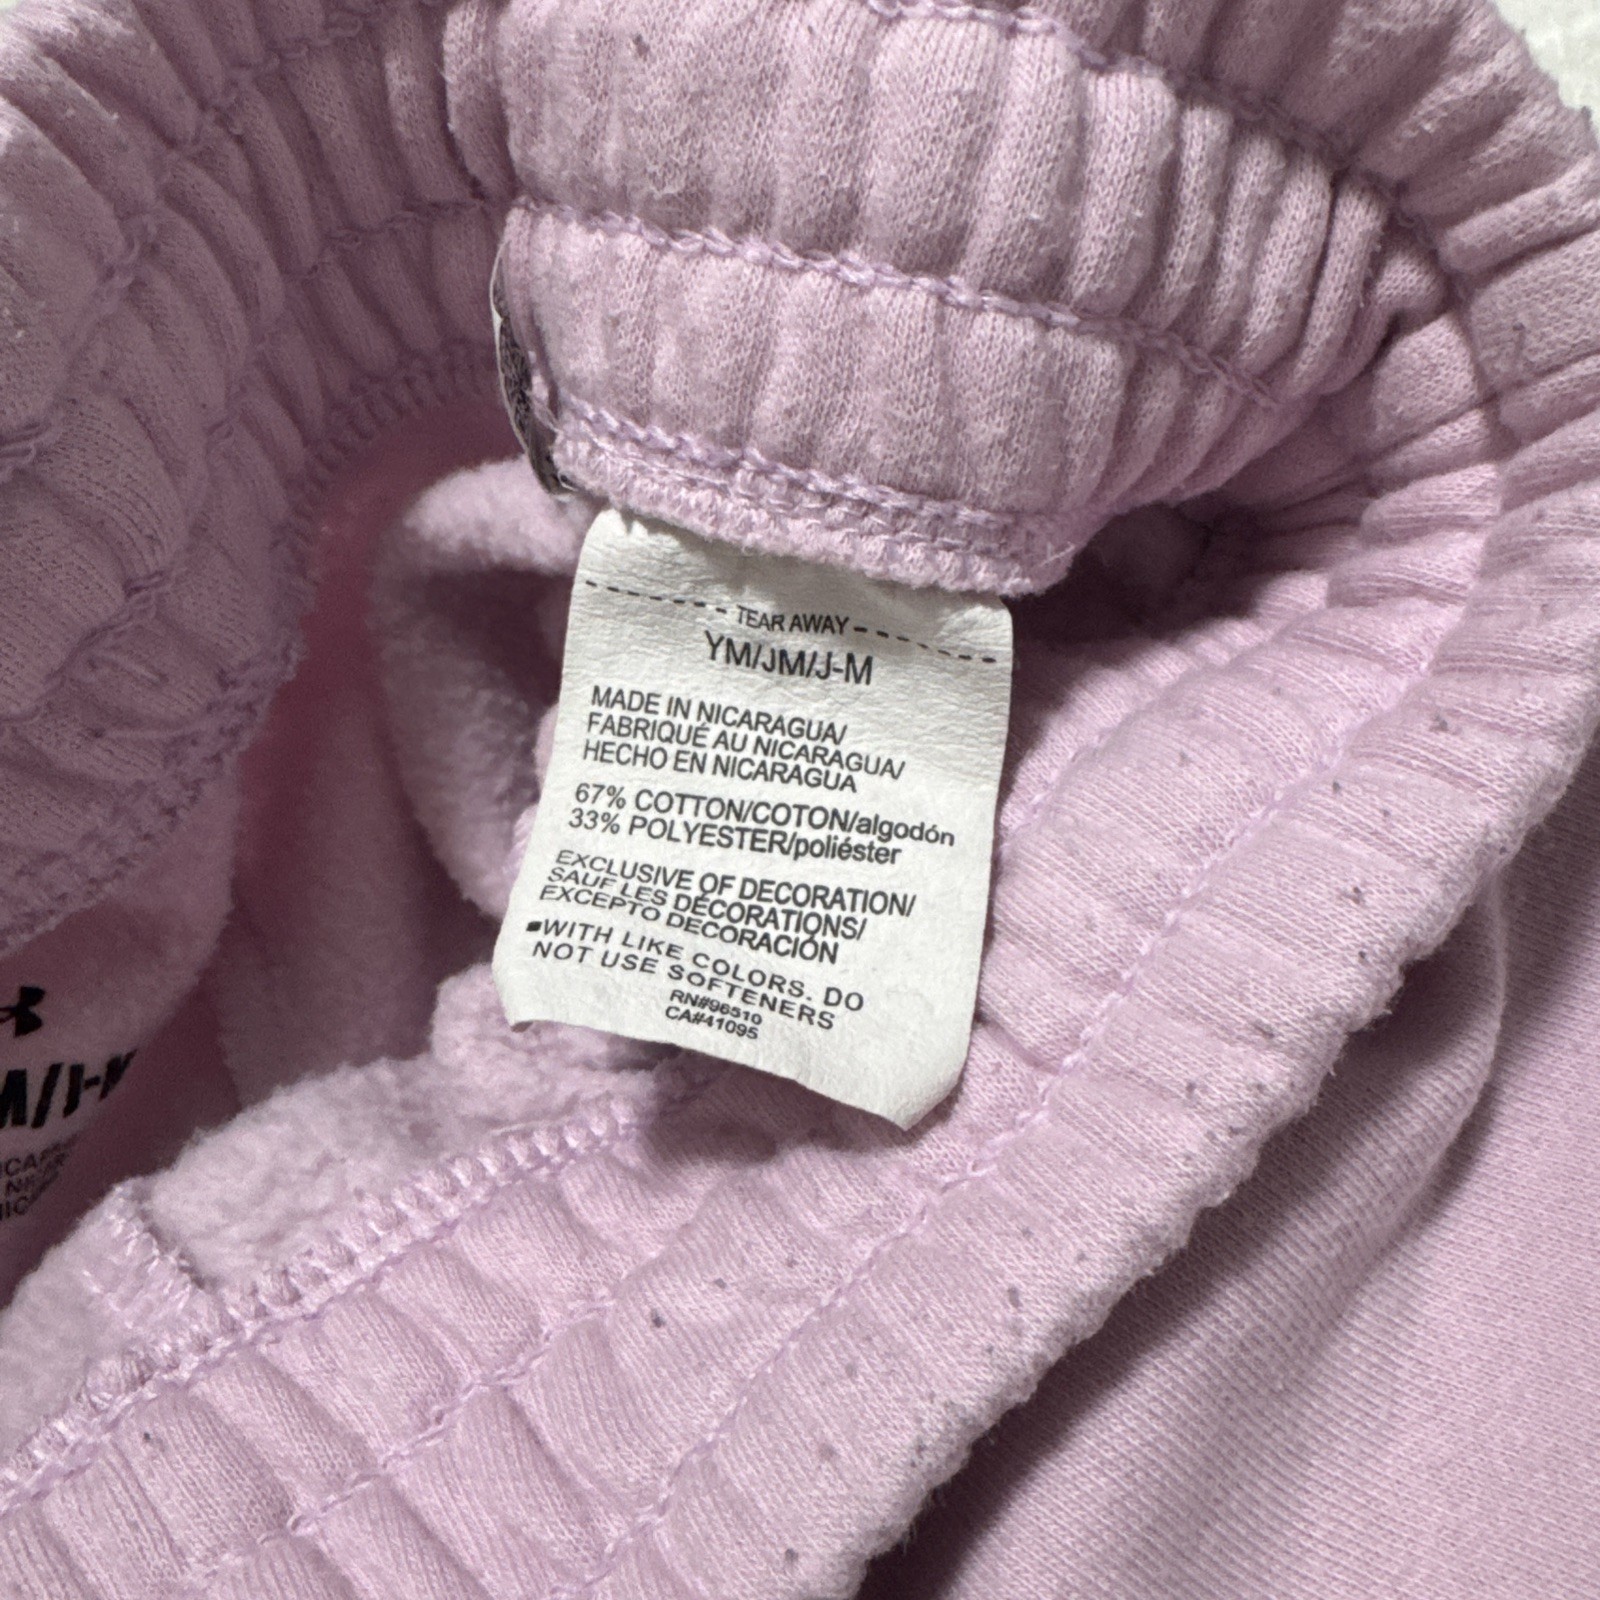 TEAR AWAY
YM/JM/J-M
MADE IN NICARAGUA/
FABRIQUÉ AU NICARAGUA/
HECHO EN NICARAGUA
67% COTTON/COTON/algodón
33% POLYESTER/poliéster
EXCLUSIVE OF DECORATION/
SAUF LES DÉCORATIONS/
EXCEPTO DECORACIÓN
WITH LIKE COLORS. DO
NOT USE SOFTENERS
RN#96510
CA#41095